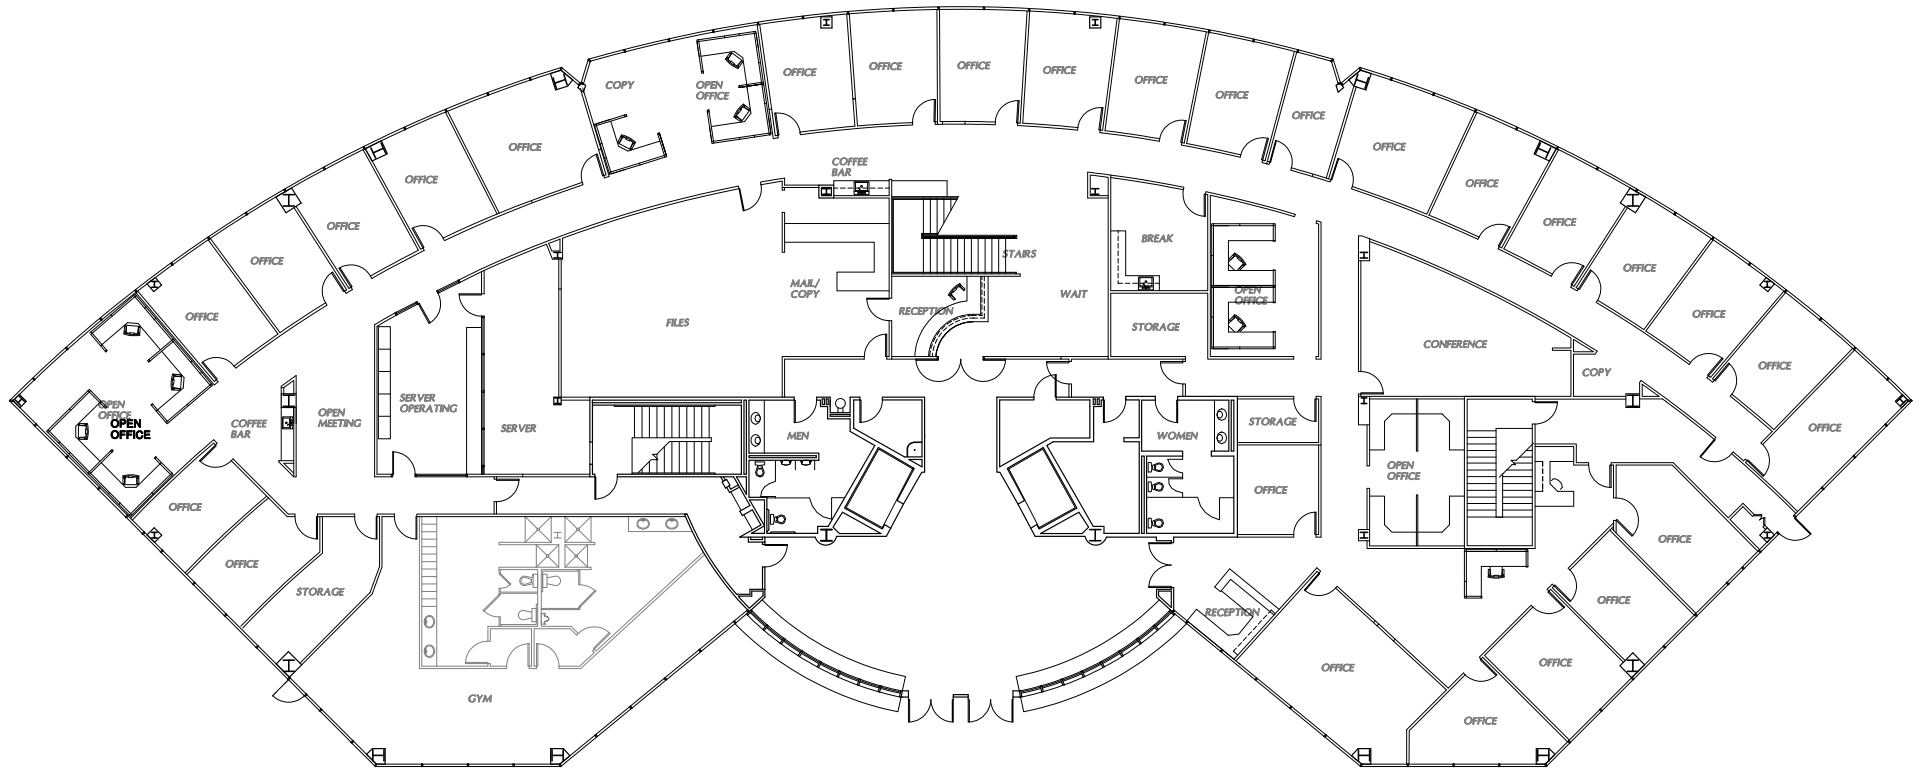 OFFICE
OFFICE
OFFICE
OFFICE
OFFICE
OFFICE
OFFICE
COPY
OPEN
OFFICE
OFFICE
OFFICE
OFFICE
OFFICE
OFFICE
OFFICE
COFFEE
BAR
OFFICE
OFFICE
OFFICE
OFFICE
OFFICE
OFFICE
OFFICE
OFFICE
BREAK
STAIRS
MAIL/
COPY
WAIT
OPEN
OFFICE
RECEPTION
FILES
STORAGE
CONFERENCE
COPY
OPEN
OFFICE
OPEN
OFFICE
COFFEE
BAR
OPEN
MEETING
SERVER
OPERATING
SERVER
MEN
WOMEN
STORAGE
OFFICE
OPEN
OFFICE
OFFICE
OFFICE
STORAGE
OFFICE
OFFICE
RECEPTION
OFFICE
OFFICE
OFFICE
GYM